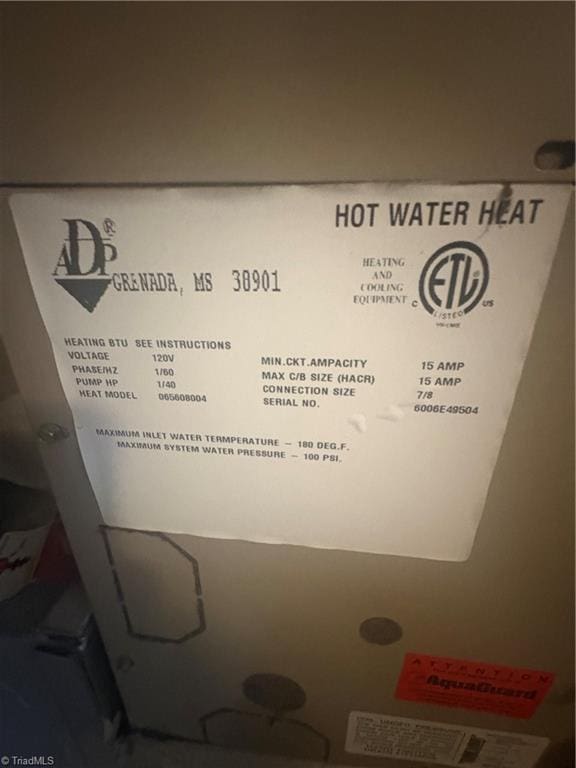 HOT WATER HEAT
ADP®
GRENADA, MS 38901
HEATING
AND
COOLING
EQUIPMENT
C ETL US
LISTED
HEATING BTU SEE INSTRUCTIONS
VOLTAGE 120V
PHASE/HZ 1/60
PUMP HP 1/40
HEAT MODEL 065608004
MIN.CKT.AMPACITY 15 AMP
MAX C/B SIZE (HACR) 15 AMP
CONNECTION SIZE 7/8
SERIAL NO. 6006E49504
MAXIMUM INLET WATER TERMPERATURE – 180 DEG.F.
MAXIMUM SYSTEM WATER PRESSURE – 100 PSI.
ATTENTION
AquaGuard
© TriadMLS